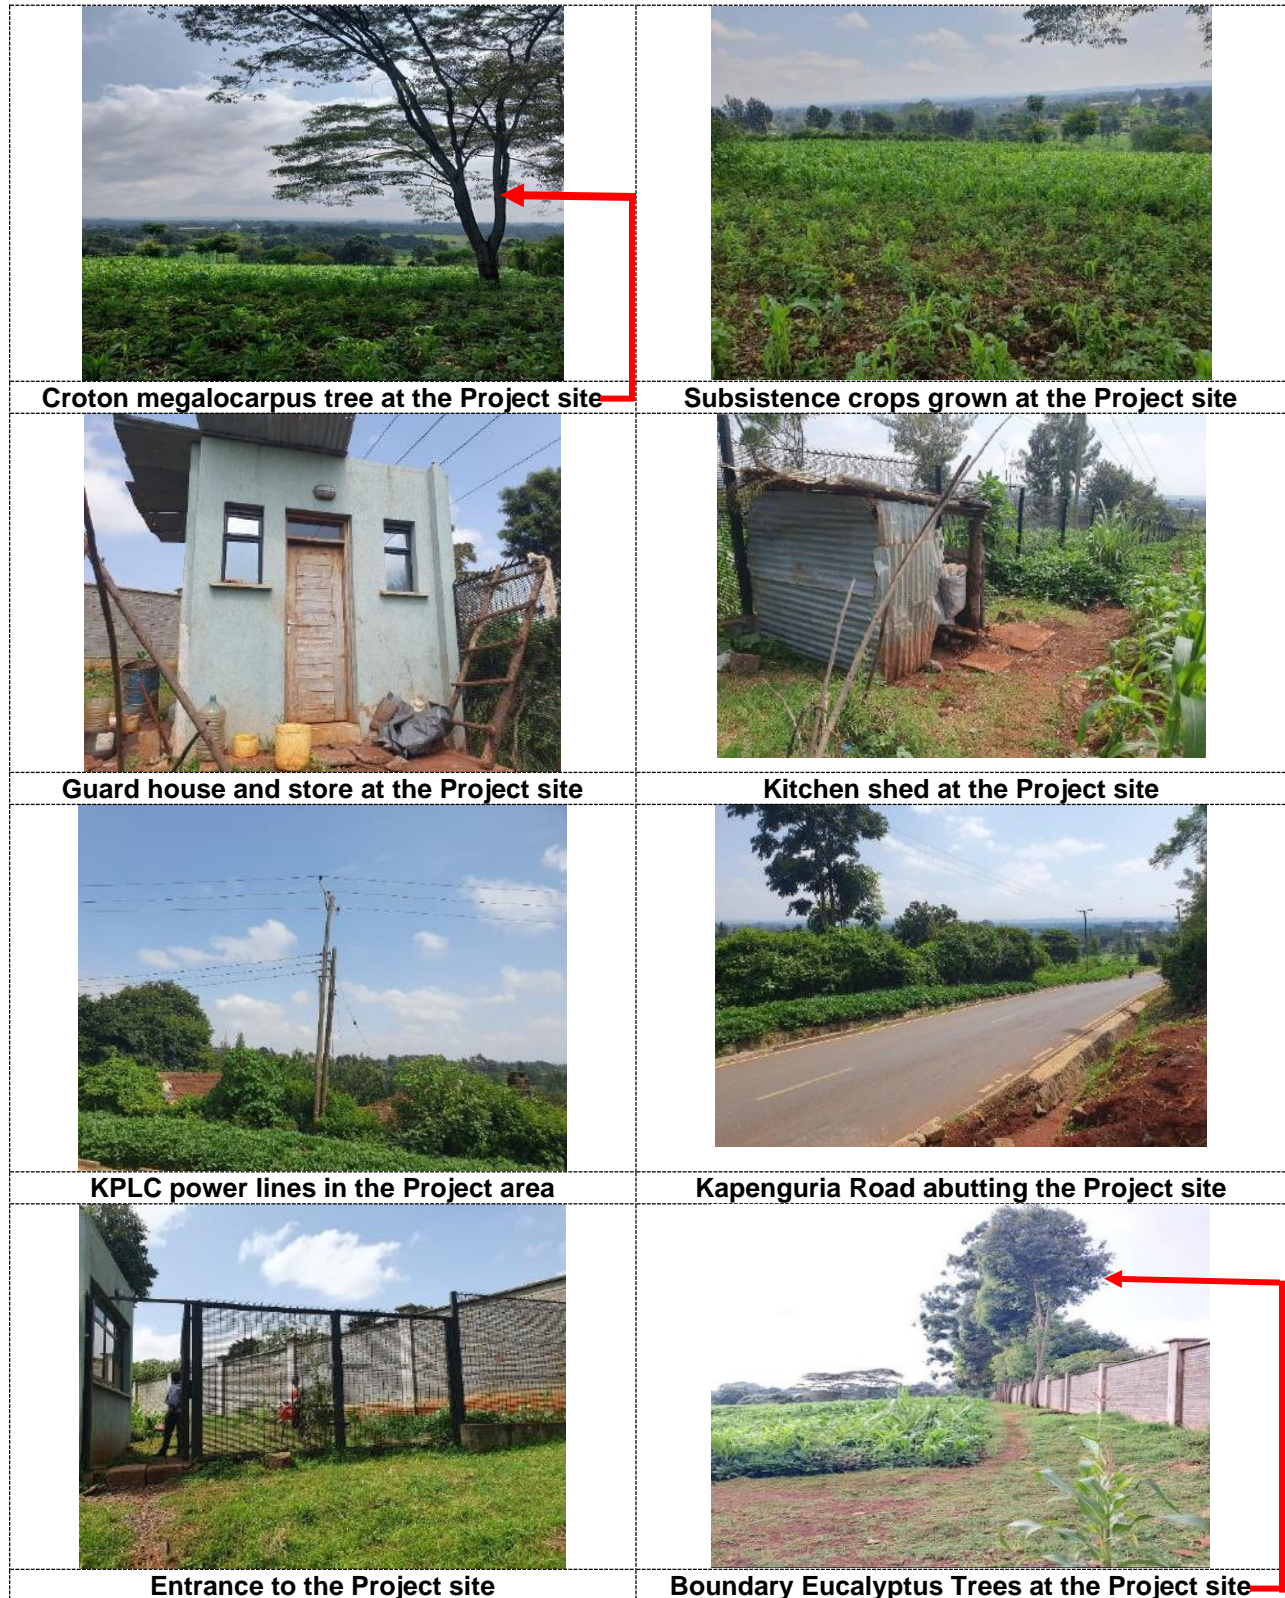 Croton megalocarpus tree at the Project site
Subsistence crops grown at the Project site
Guard house and store at the Project site
Kitchen shed at the Project site
KPLC power lines in the Project area
Kapenguria Road abutting the Project site
Entrance to the Project site
Boundary Eucalyptus Trees at the Project site